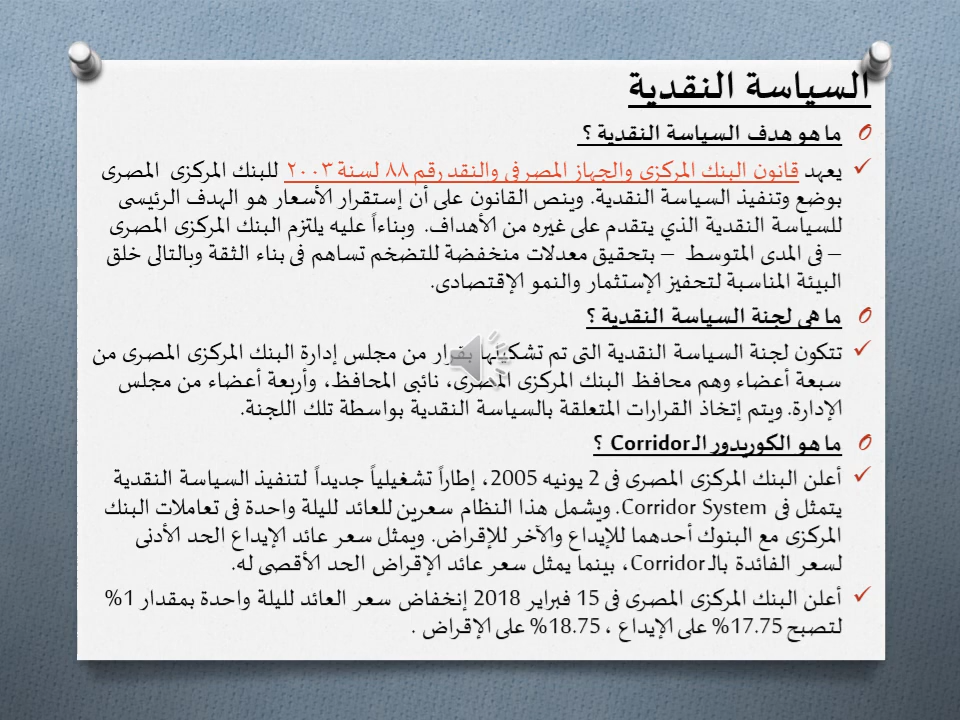 السياسة النقدية
ما هو هدف السياسة النقدية ؟
يعهد قانون البنك المركزى والجهاز المصرفى والنقد رقم ٨٨ لسنة ٢٠٠٣ للبنك المركزى المصرى
بوضع وتنفيذ السياسة النقدية. وينص القانون على أن إستقرار الأسعار هو الهدف الرئيسى
للسياسة النقدية الذي يتقدم على غيره من الأهداف. وبناءاً عليه يلتزم البنك المركزى المصرى
– فى المدى المتوسط – بتحقيق معدلات منخفضة للتضخم تساهم فى بناء الثقة وبالتالى خلق
البيئة المناسبة لتحفيز الإستثمار والنمو الإقتصادى.
ما هى لجنة السياسة النقدية ؟
تتكون لجنة السياسة النقدية التى تم تشكيلها بقرار من مجلس إدارة البنك المركزى المصرى من
سبعة أعضاء وهم محافظ البنك المركزى المصرى، نائبى المحافظ، وأربعة أعضاء من مجلس
الإدارة. ويتم إتخاذ القرارات المتعلقة بالسياسة النقدية بواسطة تلك اللجنة.
ما هو الكوريدور الـ Corridor ؟
أعلن البنك المركزى المصرى فى 2 يونيه 2005، إطاراً تشغيلياً جديداً لتنفيذ السياسة النقدية
يتمثل فى Corridor System. ويشمل هذا النظام سعرين للعائد لليلة واحدة فى تعاملات البنك
المركزى مع البنوك أحدهما للإيداع والآخر للإقراض. ويمثل سعر عائد الإيداع الحد الأدنى
لسعر الفائدة بالـ Corridor، بينما يمثل سعر عائد الإقراض الحد الأقصى له.
أعلن البنك المركزى المصرى فى 15 فبراير 2018 إنخفاض سعر العائد لليلة واحدة بمقدار 1%
لتصبح 17.75% على الإيداع ، 18.75% على الإقراض .